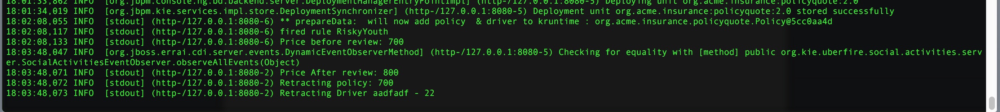 18:01:33,862 INFO  [org.jbpm.console.ng.bd.backend.server.DeploymentManagerEntryPointImpl] (http-/127.0.0.1:8080-5) Deploying unit org.acme.insurance:policyquote:2.0
18:01:34,019 INFO  [org.jbpm.kie.services.impl.store.DeploymentSynchronizer] (http-/127.0.0.1:8080-5) Deployment unit org.acme.insurance:policyquote:2.0 stored successfully
18:02:08,055 INFO  [stdout] (http-/127.0.0.1:8080-6) ** prepareData:  will now add policy  & driver to kruntime : org.acme.insurance.policyquote.Policy@5cc0aa4d
18:02:08,117 INFO  [stdout] (http-/127.0.0.1:8080-6) fired rule RiskyYouth
18:02:08,133 INFO  [stdout] (http-/127.0.0.1:8080-6) Price before review: 700
18:03:48,047 INFO  [org.jboss.errai.cdi.server.events.DynamicEventObserverMethod] (http-/127.0.0.1:8080-5) Checking for equality with [method] public org.kie.uberfire.social.activities.serv
er.SocialActivitiesEventObserver.observeAllEvents(Object)
18:03:48,071 INFO  [stdout] (http-/127.0.0.1:8080-2) Price After review: 800
18:03:48,072 INFO  [stdout] (http-/127.0.0.1:8080-2) Retracting policy: 700
18:03:48,073 INFO  [stdout] (http-/127.0.0.1:8080-2) Retracting Driver aadfadf - 22